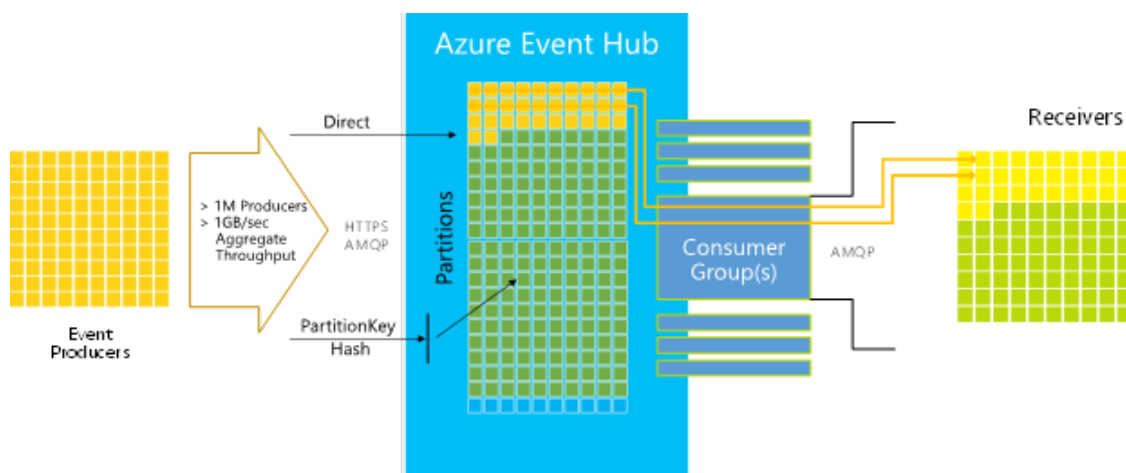 Azure Event Hub
Direct
Receivers
> 1M Producers
> 1GB/sec
Aggregate
Throughput
HTTPS
AMQP
Partitions
Consumer
Group(s)
AMQP
PartitionKey
Hash
Event
Producers